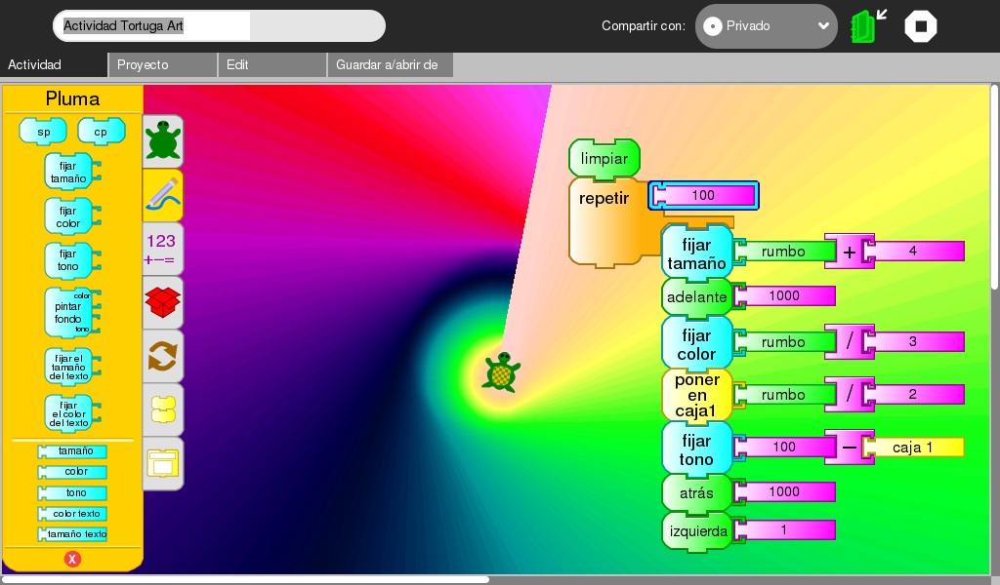 Actividad Tortuga Art
Compartir con:
Privado
Actividad
Proyecto
Edit
Guardar a/abrir de
Pluma
sp
cp
fijar
tamaño
fijar
color
fijar
tono
color
pintar
fondo
tono
fijar el
tamaño
del texto
fijar
el color
del texto
tamaño
color
tono
color texto
tamaño texto
X
123
+−=
limpiar
repetir
100
fijar
tamaño
rumbo + 4
adelante
1000
fijar
color
rumbo / 3
poner
en
caja1
rumbo / 2
fijar
tono
100 − caja 1
atrás
1000
izquierda
1